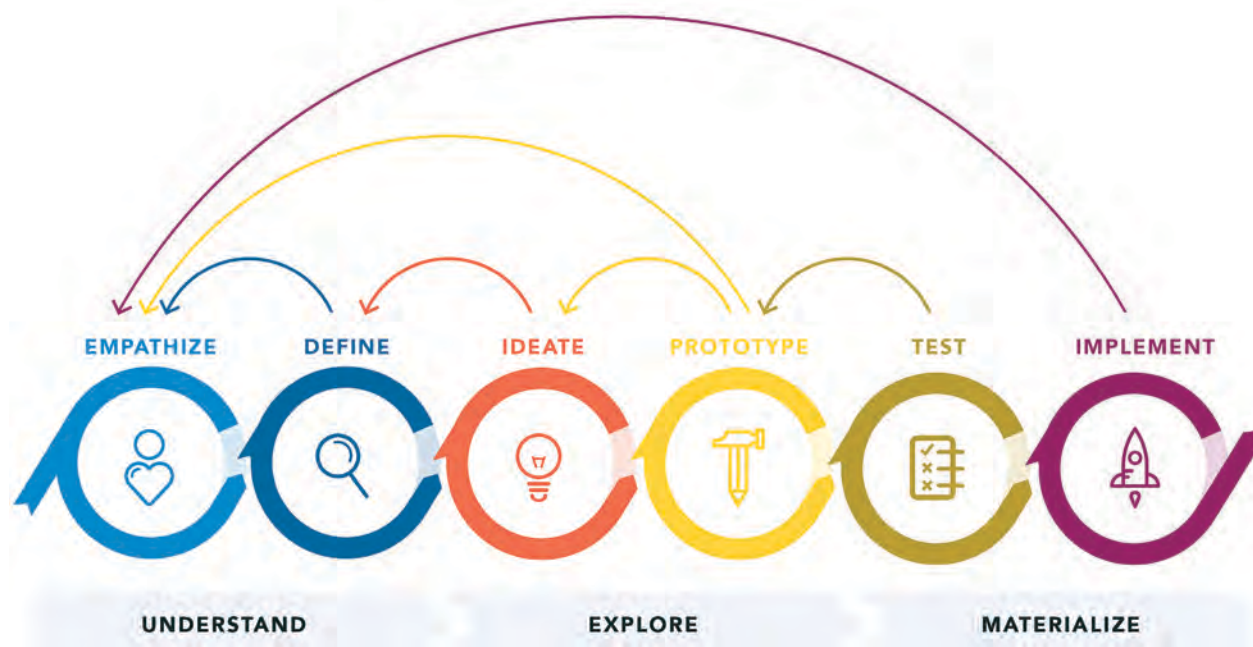 EMPATHIZE
DEFINE
IDEATE
PROTOTYPE
TEST
IMPLEMENT
UNDERSTAND
EXPLORE
MATERIALIZE